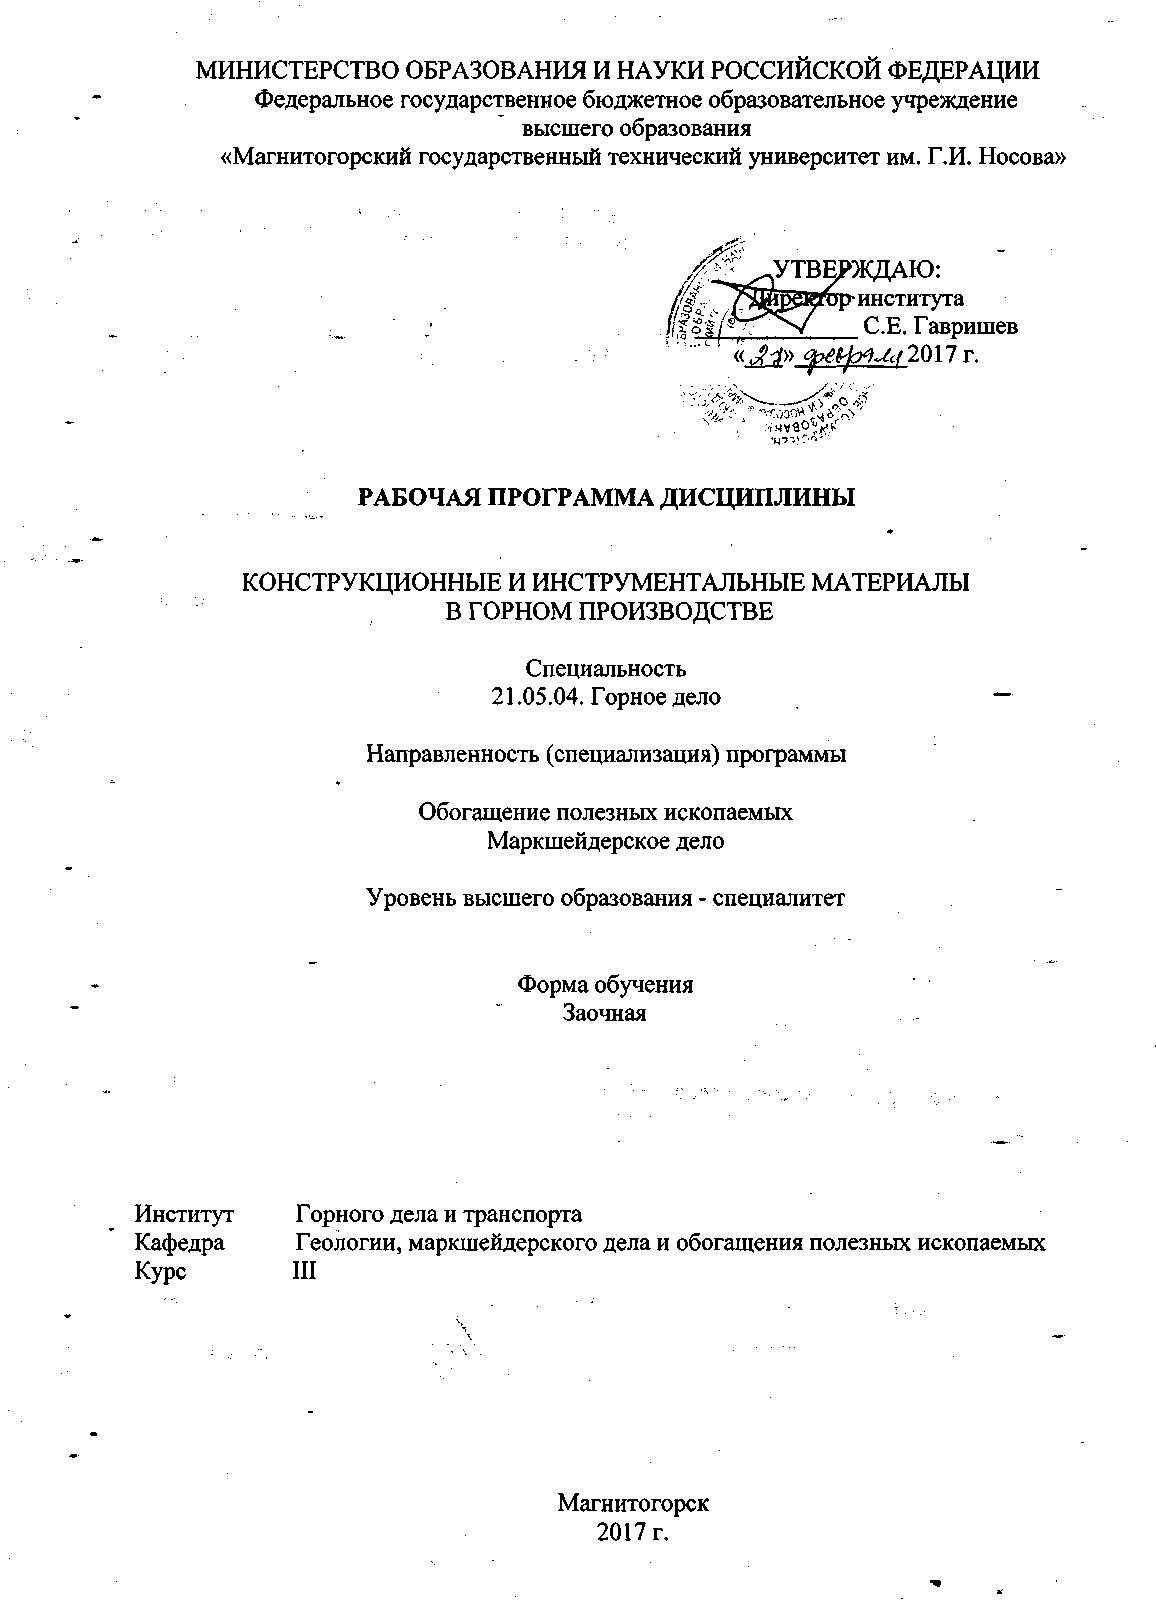 МИНИСТЕРСТВО ОБРАЗОВАНИЯ И НАУКИ РОССИЙСКОЙ ФЕДЕРАЦИИ
Федеральное государственное бюджетное образовательное учреждение
высшего образования
«Магнитогорский государственный технический университет им. Г.И. Носова»
УТВЕРЖДАЮ:
Директор института
С.Е. Гавришев
« » февраля 2017 г.
РАБОЧАЯ ПРОГРАММА ДИСЦИПЛИНЫ
КОНСТРУКЦИОННЫЕ И ИНСТРУМЕНТАЛЬНЫЕ МАТЕРИАЛЫ
В ГОРНОМ ПРОИЗВОДСТВЕ
Специальность
21.05.04. Горное дело
Направленность (специализация) программы
Обогащение полезных ископаемых
Маркшейдерское дело
Уровень высшего образования - специалитет
Форма обучения
Заочная
Институт Горного дела и транспорта
Кафедра Геологии, маркшейдерского дела и обогащения полезных ископаемых
Курс III
Магнитогорск
2017 г.